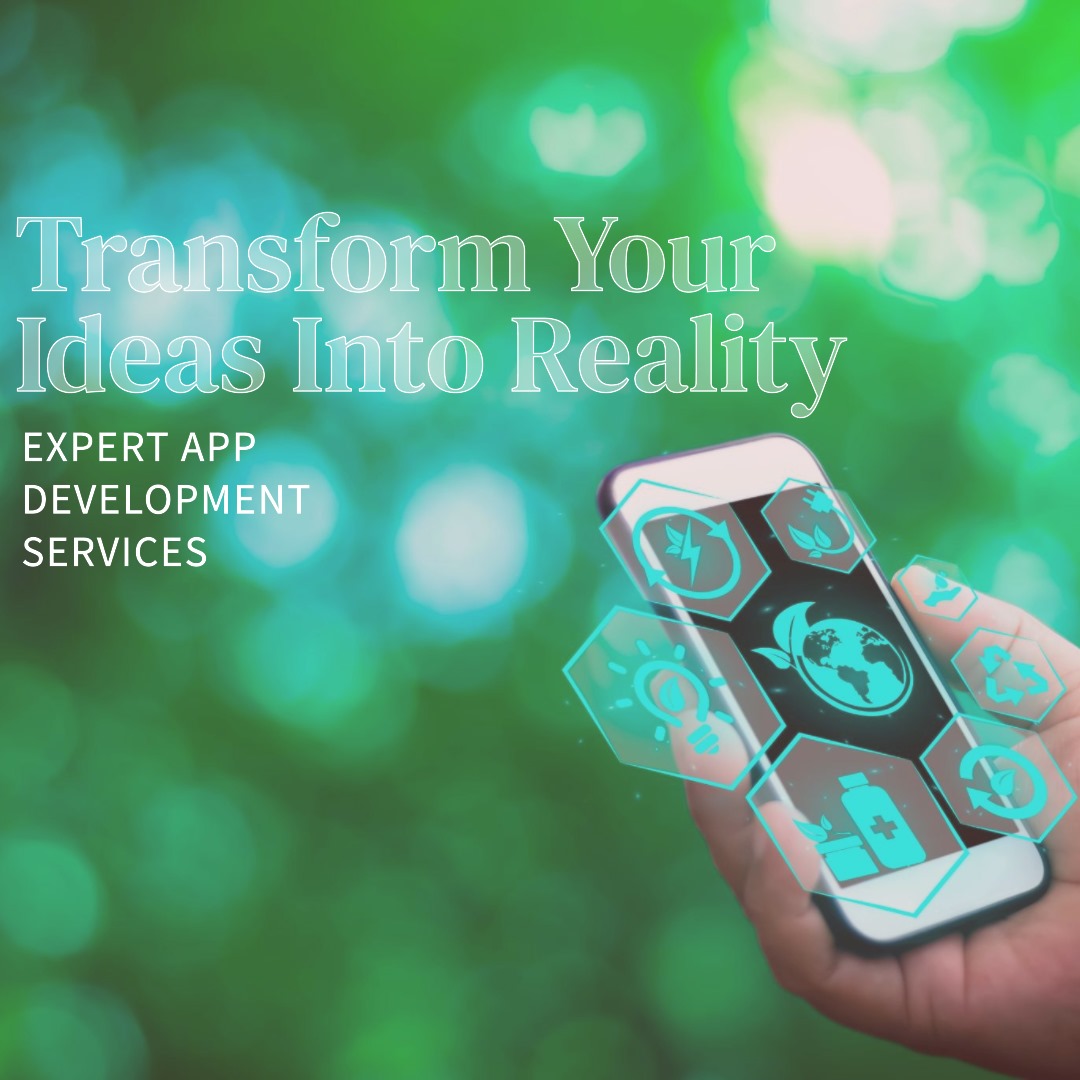 Transform Your
Ideas Into Reality
EXPERT APP
DEVELOPMENT
SERVICES